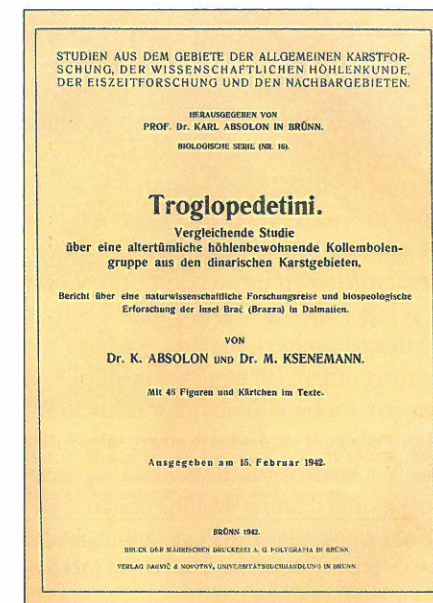 STUDIEN AUS DEM GEBIETE DER ALLGEMEINEN KARSTFOR-
SCHUNG, DER WISSENSCHAFTLICHEN HÖHLENKUNDE,
DER EISZEITFORSCHUNG UND DEN NACHBARGEBIETEN.
HERAUSGEGEBEN VON
PROF. Dr. KARL ABSOLON IN BRÜNN.
BIOLOGISCHE SERIE (NR. 16).
Troglopedetini.
Vergleichende Studie
über eine altertümliche höhlenbewohnende Kollembolen-
gruppe aus den dinarischen Karstgebieten.
Bericht über eine naturwissenschaftliche Forschungsreise und biospeologische
Erforschung der Insel Brač (Brazza) in Dalmatien.
VON
Dr. K. ABSOLON UND Dr. M. KSENEMANN.
Mit 48 Figuren und Kärtchen im Texte.
Ausgegeben am 15. Februar 1942.
BRÜNN 1942.
DRUCK DER MÄHRISCHEN DRUCKEREI A. G. POLYGRAFIA IN BRÜNN
VERLAG BARVIČ & NOVOTNÝ, UNIVERSITÄTSBUCHHANDLUNG IN BRÜNN